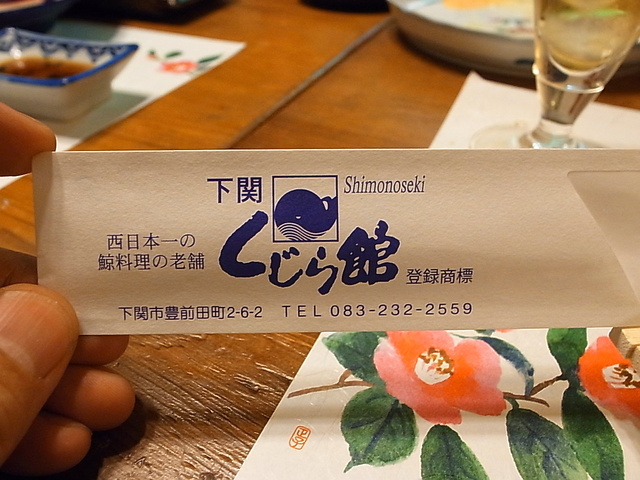 下関
Shimonoseki
西日本一の
鯨料理の老舗
くじら館
登録商標
下関市豊前田町2-6-2 TEL 083-232-2559